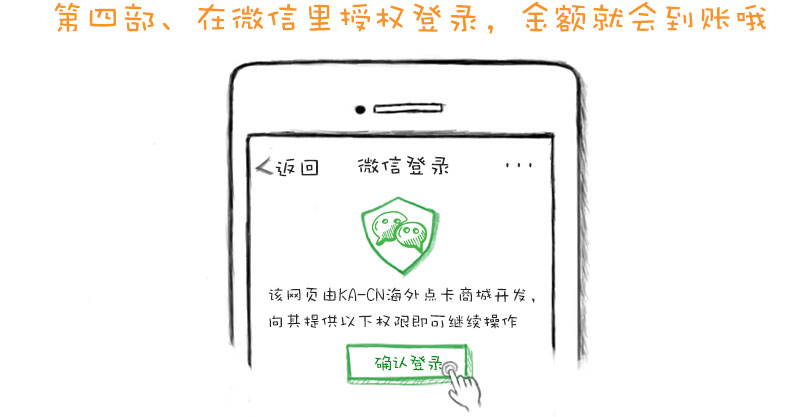 第四部、在微信里授权登录，金额就会到账哦
<返回 微信登录 ...
该网页由KA-CN海外点卡商城开发，
向其提供以下权限即可继续操作
确认登录